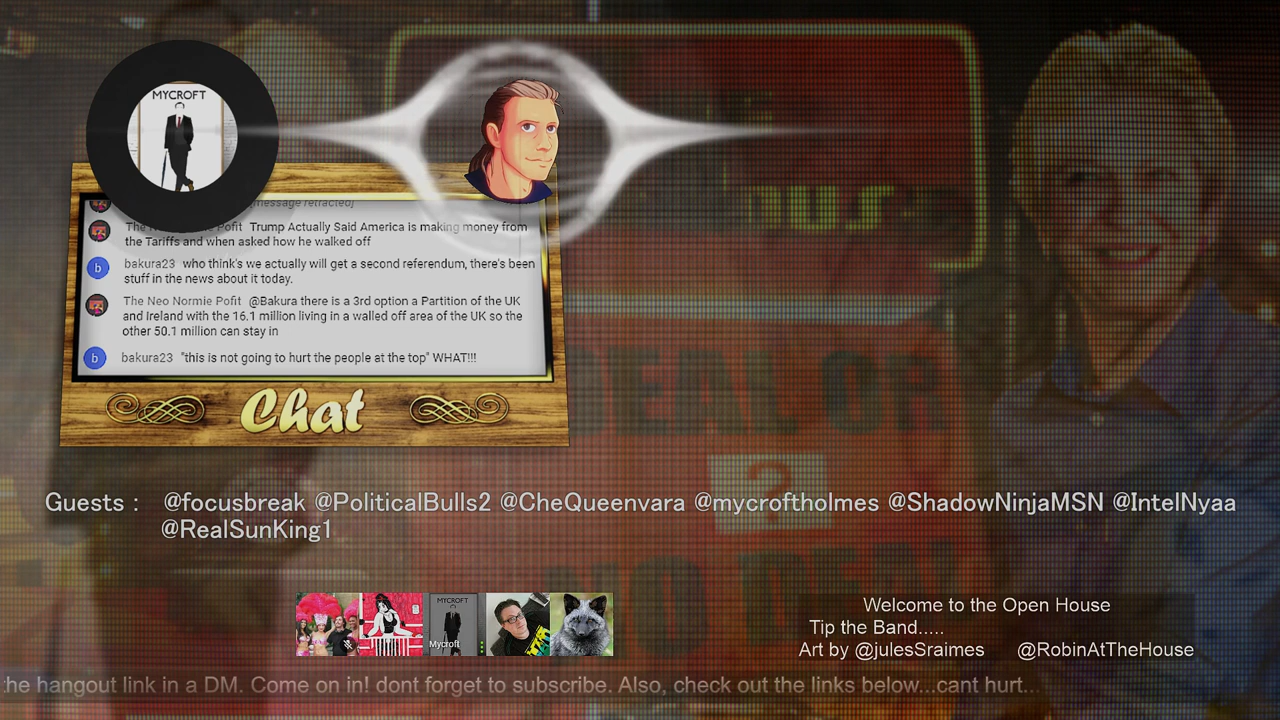 MYCROFT
[message retracted]
The Neo Normie Pofit Trump Actually Said America is making money from
the Tariffs and when asked how he walked off
b
bakura23 who think's we actually will get a second referendum, there's been
stuff in the news about it today.
The Neo Normie Pofit @Bakura there is a 3rd option a Partition of the UK
and Ireland with the 16.1 million living in a walled off area of the UK so the
other 50.1 million can stay in
b
bakura23 "this is not going to hurt the people at the top" WHAT!!!
Chat
DEAL OR
?
NO DEAL
Guests : @focusbreak @PoliticalBulls2 @CheQueenvara @mycroftholmes @ShadowNinjaMSN @IntelNyaa
@RealSunKing1
MYCROFT
Mycroft
Welcome to the Open House
Tip the Band.....
Art by @julesSraimes @RobinAtTheHouse
he hangout link in a DM. Come on in! dont forget to subscribe. Also, check out the links below...cant hurt...